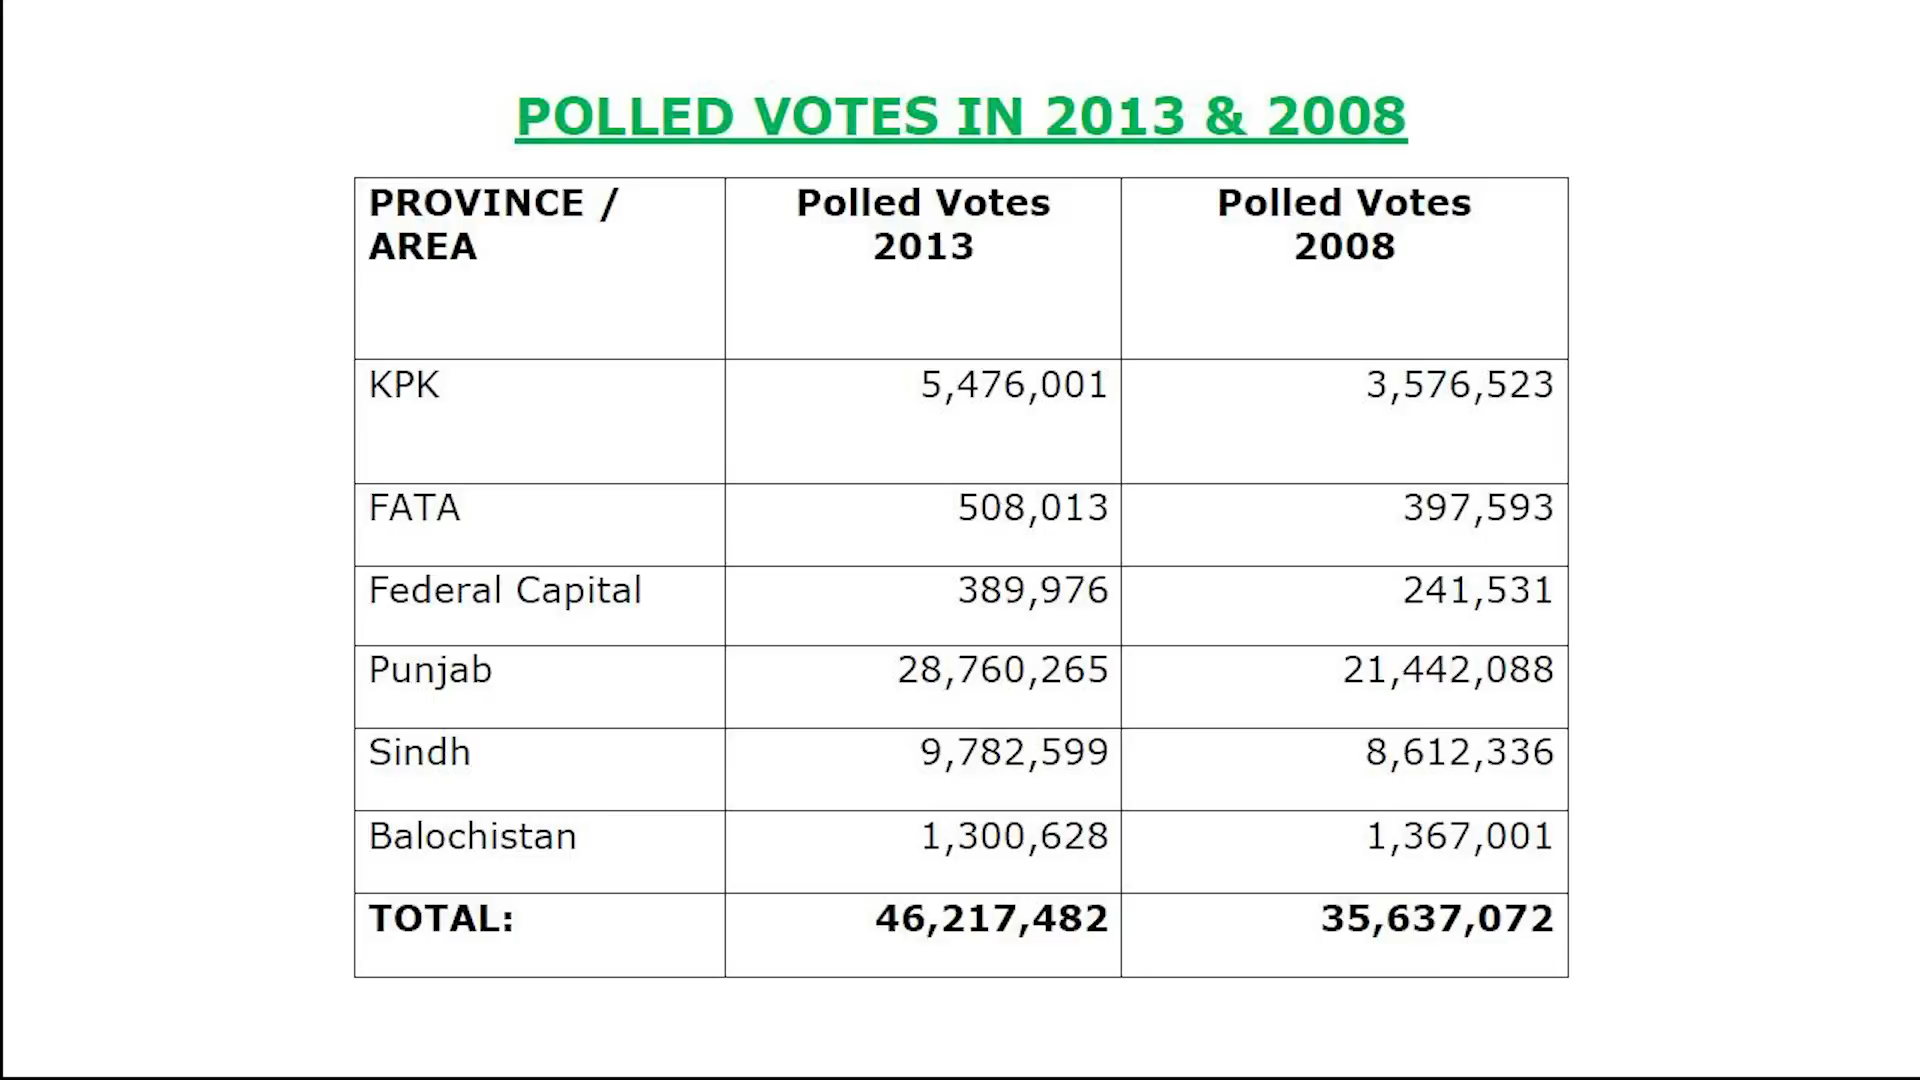 POLLED VOTES IN 2013 & 2008
PROVINCE / AREA Polled Votes 2013 Polled Votes 2008
KPK 5,476,001 3,576,523
FATA 508,013 397,593
Federal Capital 389,976 241,531
Punjab 28,760,265 21,442,088
Sindh 9,782,599 8,612,336
Balochistan 1,300,628 1,367,001
TOTAL: 46,217,482 35,637,072